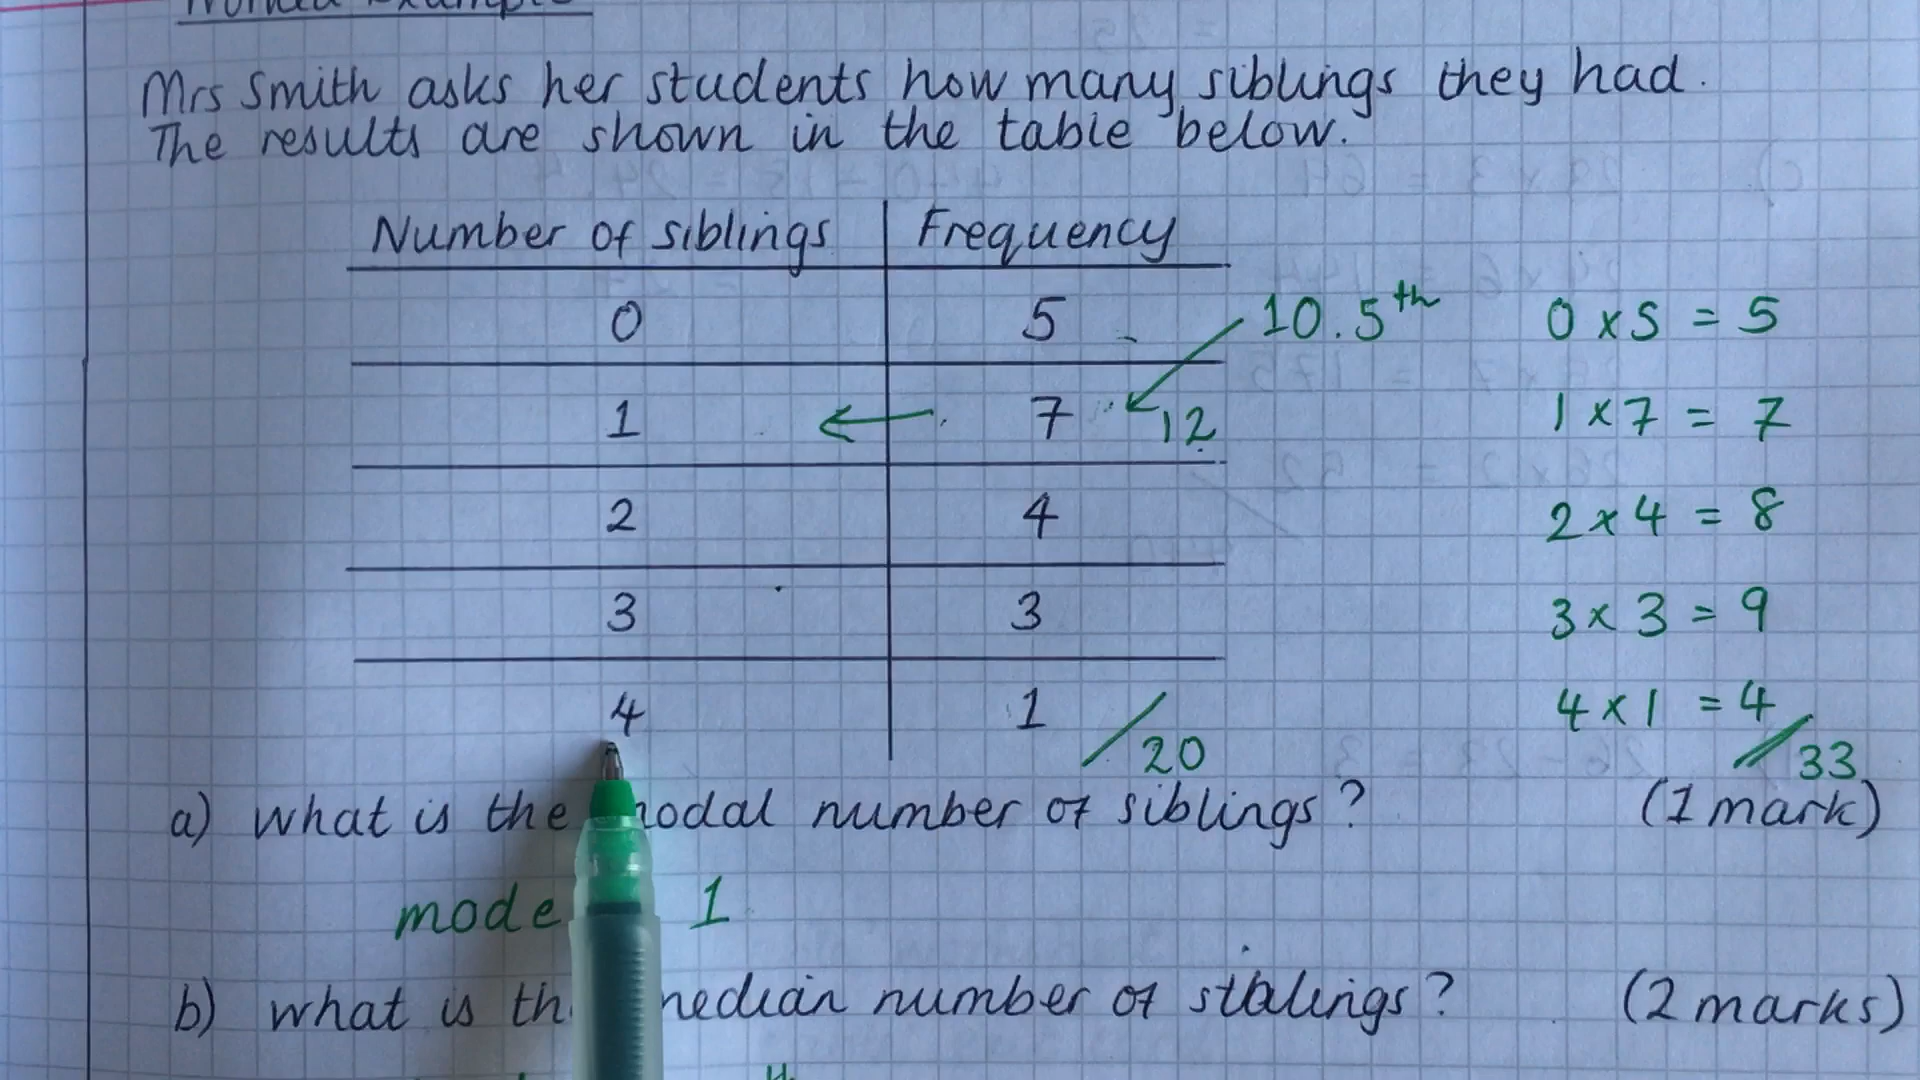 Worked Example
Mrs Smith asks her students how many siblings they had.
The results are shown in the table below.
Number of siblings Frequency
0 5 10.5th 0 x 5 = 5
1 7 12 1 x 7 = 7
2 4 2 x 4 = 8
3 3 3 x 3 = 9
4 1 20 4 x 1 = 4 33
a) what is the modal number of siblings? (1 mark)
mode 1
b) what is the median number of siblings? (2 marks)